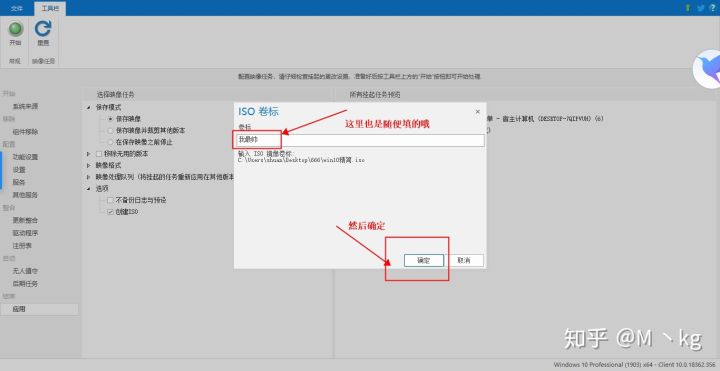 文件
工具栏
开始
重置
常规
映像任务
配置映像任务，请仔细检查挂起的更改设置，准备好后按工具栏上方的"开始"按钮即可开始处理.
开始
系统来源
移除
组件移除
配置
功能设置
设置
服务
其他服务
整合
更新整合
驱动程序
注册表
自动
无人值守
后期任务
结束
应用
选择映像任务
保存模式
保存映像
保存映像并裁剪其他版本
在保存映像之前停止
移除无用的版本
映像格式
映像处理队列 (将挂起的任务重新应用在其他版本
选项
不备份日志与预设
创建ISO
所有挂起任务预览
单 - 宿主计算机 (DESKTOP-7QIPVUH) (6)
ISO 卷标
卷标
我最帅
输入 ISO 镜像卷标:
C:\Users\shuax\Desktop\666\win10精简.iso
确定
取消
这里也是随便填的哦
然后确定
知乎 @M丶kg
Windows 10 Professional (1903) x64 - Client 10.0.18362.356